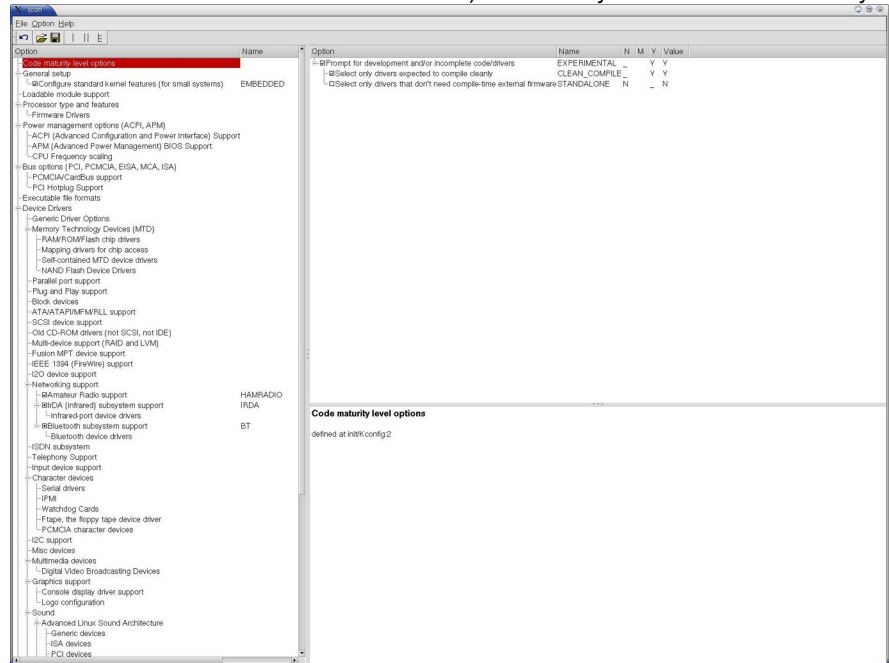 qconf
File Option Help
Option Name
Code maturity level options
General setup
Configure standard kernel features (for small systems) EMBEDDED
Loadable module support
Processor type and features
Firmware Drivers
Power management options (ACPI, APM)
ACPI (Advanced Configuration and Power Interface) Support
APM (Advanced Power Management) BIOS Support
CPU Frequency scaling
Bus options (PCI, PCMCIA, EISA, MCA, ISA)
PCMCIA/CardBus support
PCI Hotplug Support
Executable file formats
Device Drivers
Generic Driver Options
Memory Technology Devices (MTD)
RAM/ROM/Flash chip drivers
Mapping drivers for chip access
Self-contained MTD device drivers
NAND Flash Device Drivers
Parallel port support
Plug and Play support
Block devices
ATA/ATAPI/MFM/RLL support
SCSI device support
Old CD-ROM drivers (not SCSI, not IDE)
Multi-device support (RAID and LVM)
Fusion MPT device support
IEEE 1394 (FireWire) support
I2O device support
Networking support
Amateur Radio support HAMRADIO
IrDA (infrared) subsystem support IRDA
Infrared-port device drivers
Bluetooth subsystem support BT
Bluetooth device drivers
ISDN subsystem
Telephony Support
Input device support
Character devices
Serial drivers
IPMI
Watchdog Cards
Ftape, the floppy tape device driver
PCMCIA character devices
I2C support
Misc devices
Multimedia devices
Digital Video Broadcasting Devices
Graphics support
Console display driver support
Logo configuration
Sound
Advanced Linux Sound Architecture
Generic devices
ISA devices
PCI devices
Option Name N M Y Value
Prompt for development and/or incomplete code/drivers EXPERIMENTAL _ Y Y
Select only drivers expected to compile cleanly CLEAN_COMPILE _ Y Y
Select only drivers that don't need compile-time external firmware STANDALONE N _ N
Code maturity level options
defined at init/Kconfig:2